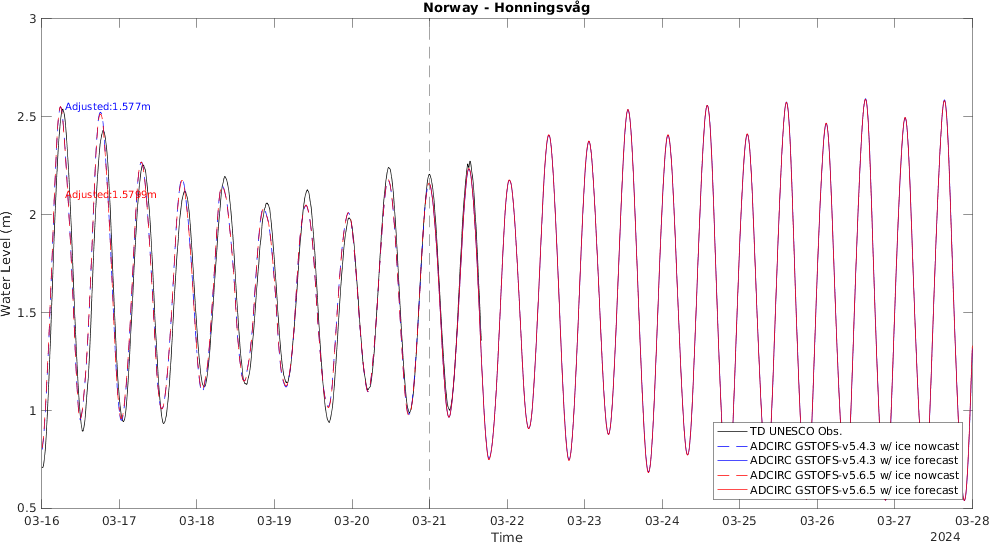 Norway - Honningsvåg
3
2.5
2
1.5
1
0.5
Water Level (m)
Adjusted:1.577m
Adjusted:1.5799m
TD UNESCO Obs.
ADCIRC GSTOFS-v5.4.3 w/ ice nowcast
ADCIRC GSTOFS-v5.4.3 w/ ice forecast
ADCIRC GSTOFS-v5.6.5 w/ ice nowcast
ADCIRC GSTOFS-v5.6.5 w/ ice forecast
03-16 03-17 03-18 03-19 03-20 03-21 03-22 03-23 03-24 03-25 03-26 03-27 03-28
Time
2024